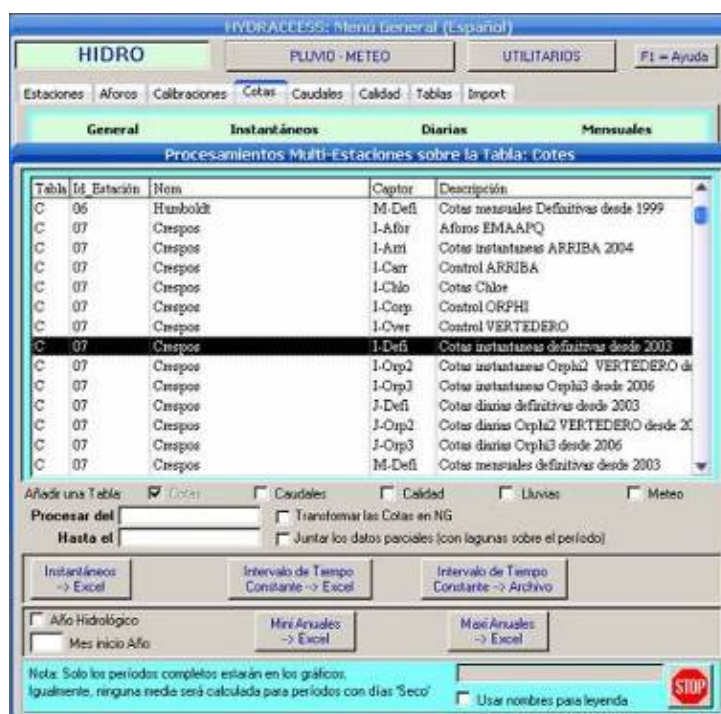 HYDRACCESS: Menú General (Español)
HIDRO PLUVIO - METEO UTILITARIOS F1 = Ayuda
Estaciones Aforos Calibraciones Cotas Caudales Calidad Tablas Import
General Instantáneos Diarias Mensuales
Procesamientos Multi-Estaciones sobre la Tabla: Cotes
Tabla Id_Estación Nom Captor Descripción
C 06 Humboldt M-Defi Cotas mensuales Definitivas desde 1999
C 07 Crespos I-Afor Aforos EMAAPQ
C 07 Crespos I-Arri Cotas instantaneas ARRIBA 2004
C 07 Crespos I-Carr Control ARRIBA
C 07 Crespos I-Chlo Cotas Chloe
C 07 Crespos I-Corp Control ORPHI
C 07 Crespos I-Over Control VERTEDERO
C 07 Crespos I-Defi Cotas instantaneas definitivas desde 2003
C 07 Crespos I-Orp2 Cotas instantaneas Orphi2 VERTEDERO de
C 07 Crespos I-Orp3 Cotas instantaneas Orphi3 desde 2006
C 07 Crespos J-Defi Cotas diarias definitivas desde 2003
C 07 Crespos J-Orp2 Cotas diarias Orphi2 VERTEDERO desde 20
C 07 Crespos J-Orp3 Cotas diarias Orphi3 desde 2006
C 07 Crespos M-Defi Cotas mensuales definitivas desde 2003
Añadir una Tabla: Cotas Caudales Calidad Lluvias Meteo
Procesar del Transformar las Cotas en NG
Hasta el Juntar los datos parciales (con lagunas sobre el período)
Instantáneos Intervalo de Tiempo Intervalo de Tiempo
-> Excel Constante -> Excel Constante -> Archivo
Año Hidrológico Mini Anuales Maxi Anuales
Mes inicio Año -> Excel -> Excel
Nota: Solo los períodos completos estarán en los gráficos.
Igualmente, ninguna media será calculada para períodos con días 'Seco' Usar nombres para leyenda STOP